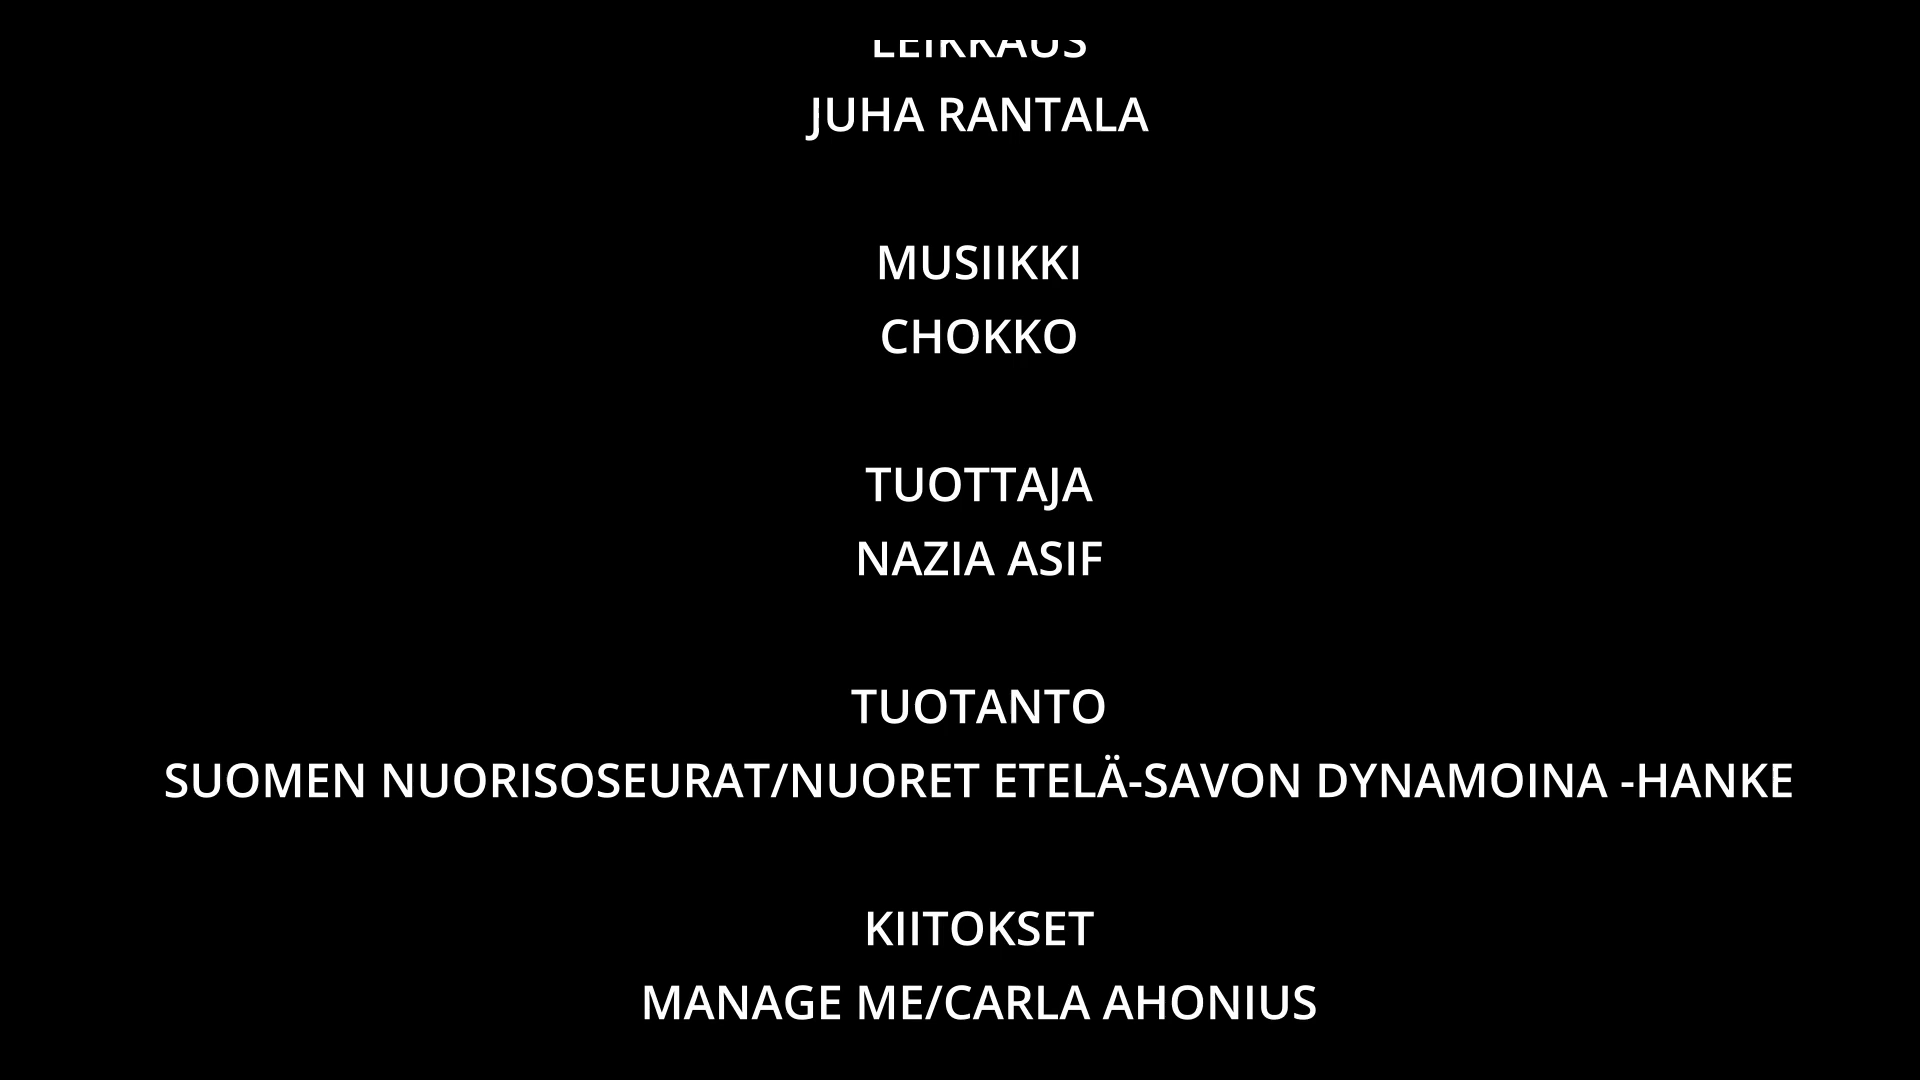 LEIKKAUS
JUHA RANTALA
MUSIIKKI
CHOKKO
TUOTTAJA
NAZIA ASIF
TUOTANTO
SUOMEN NUORISOSEURAT/NUORET ETELÄ-SAVON DYNAMOINA -HANKE
KIITOKSET
MANAGE ME/CARLA AHONIUS